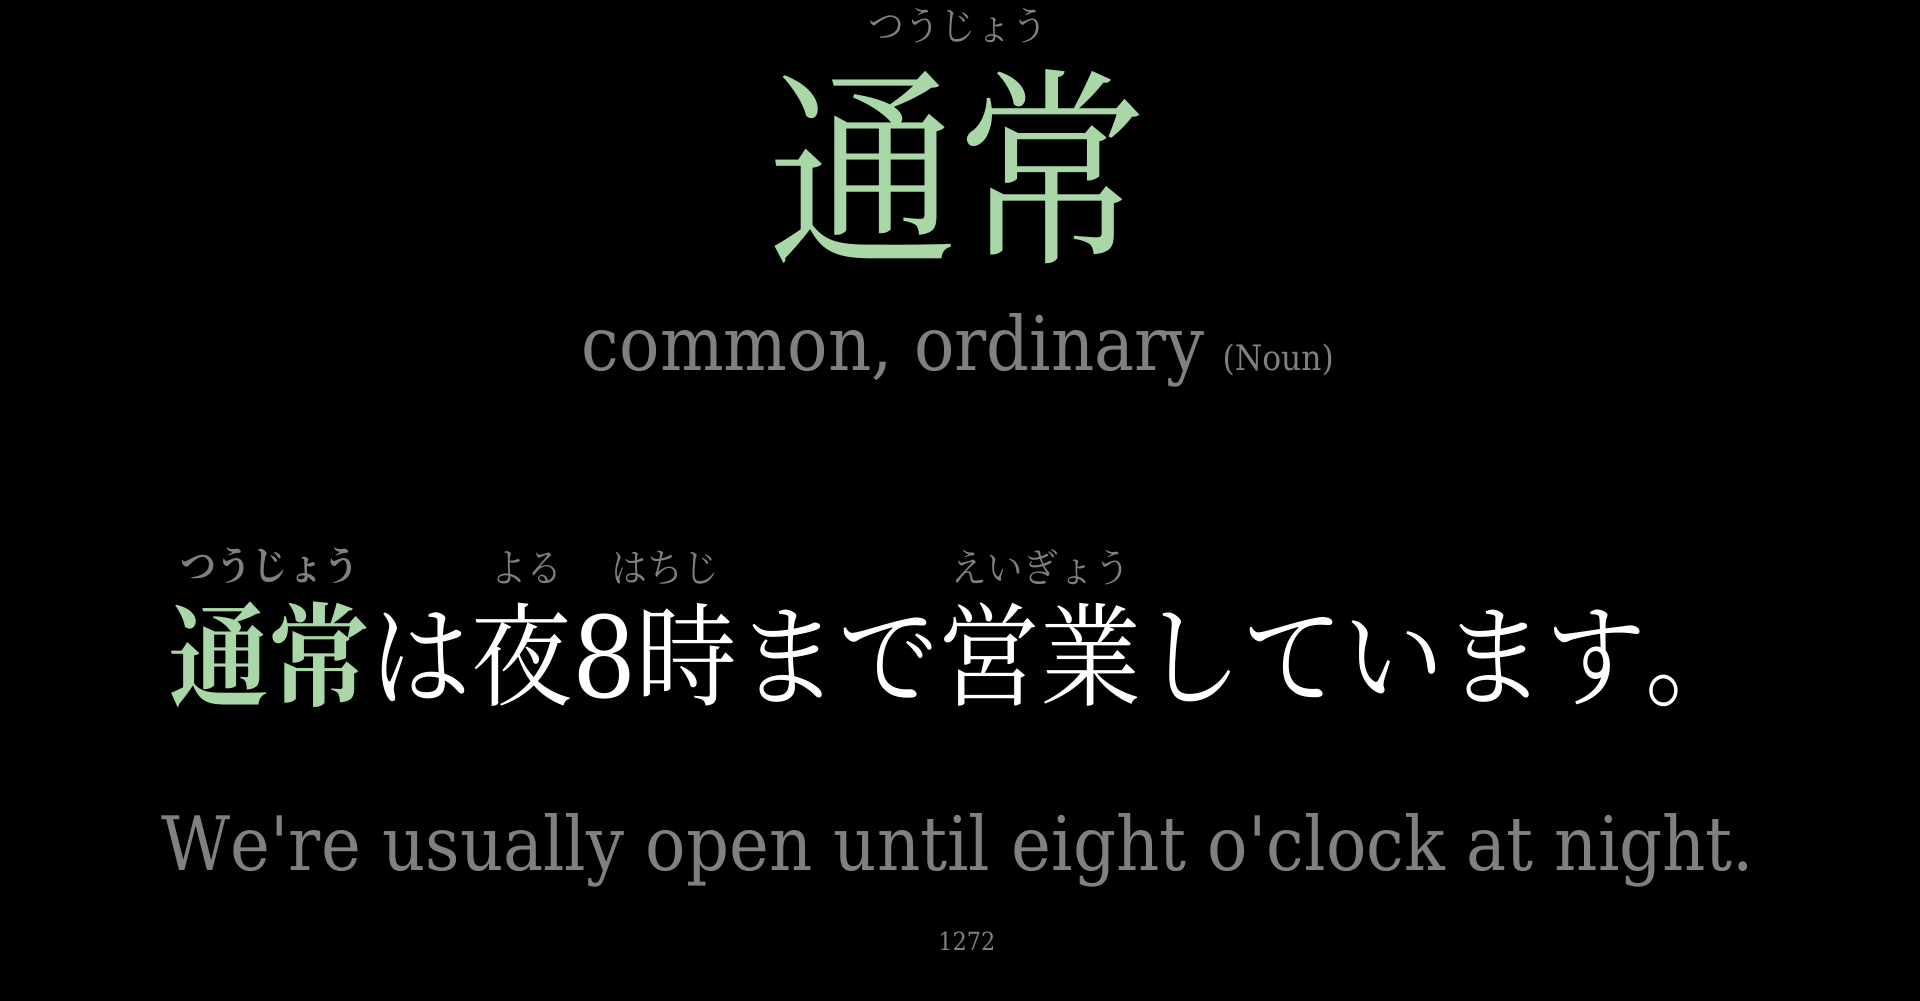 つうじょう
通常
common, ordinary (Noun)
つうじょう よる はちじ えいぎょう
通常は夜8時まで営業しています。
We're usually open until eight o'clock at night.
1272